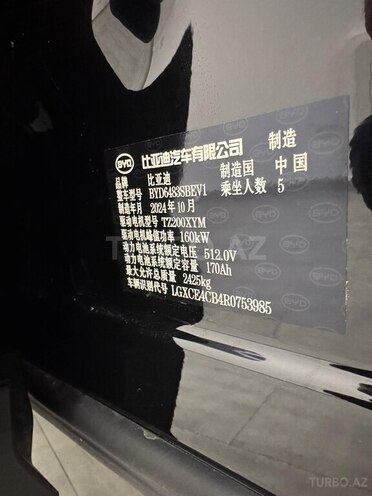 BYD 比亚迪汽车有限公司 制造
品牌 比亚迪 制造国 中国
整车型号 BYD6483SBEV1 乘坐人数 5
制造年月 2024年10月
驱动电机型号 TZ200XYM
驱动电机峰值功率 160kW
动力电池系统额定电压 512.0V
动力电池系统额定容量 170Ah
最大允许总质量 2425kg
车辆识别代号 LGXCE4CB4R0753985
TURBO.AZ
TURBO.AZ